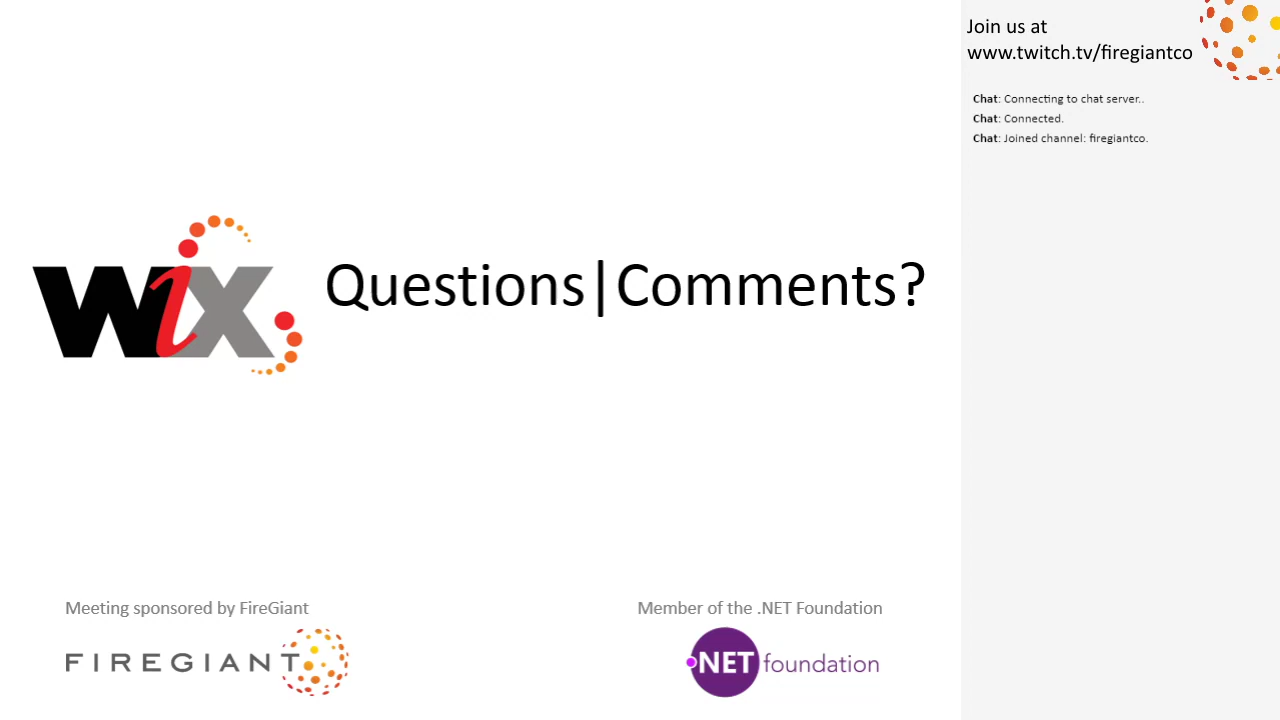 WiX
Questions|Comments?
Meeting sponsored by FireGiant
FIREGIANT
Member of the .NET Foundation
.NET foundation
Join us at
www.twitch.tv/firegiantco
Chat: Connecting to chat server..
Chat: Connected.
Chat: Joined channel: firegiantco.